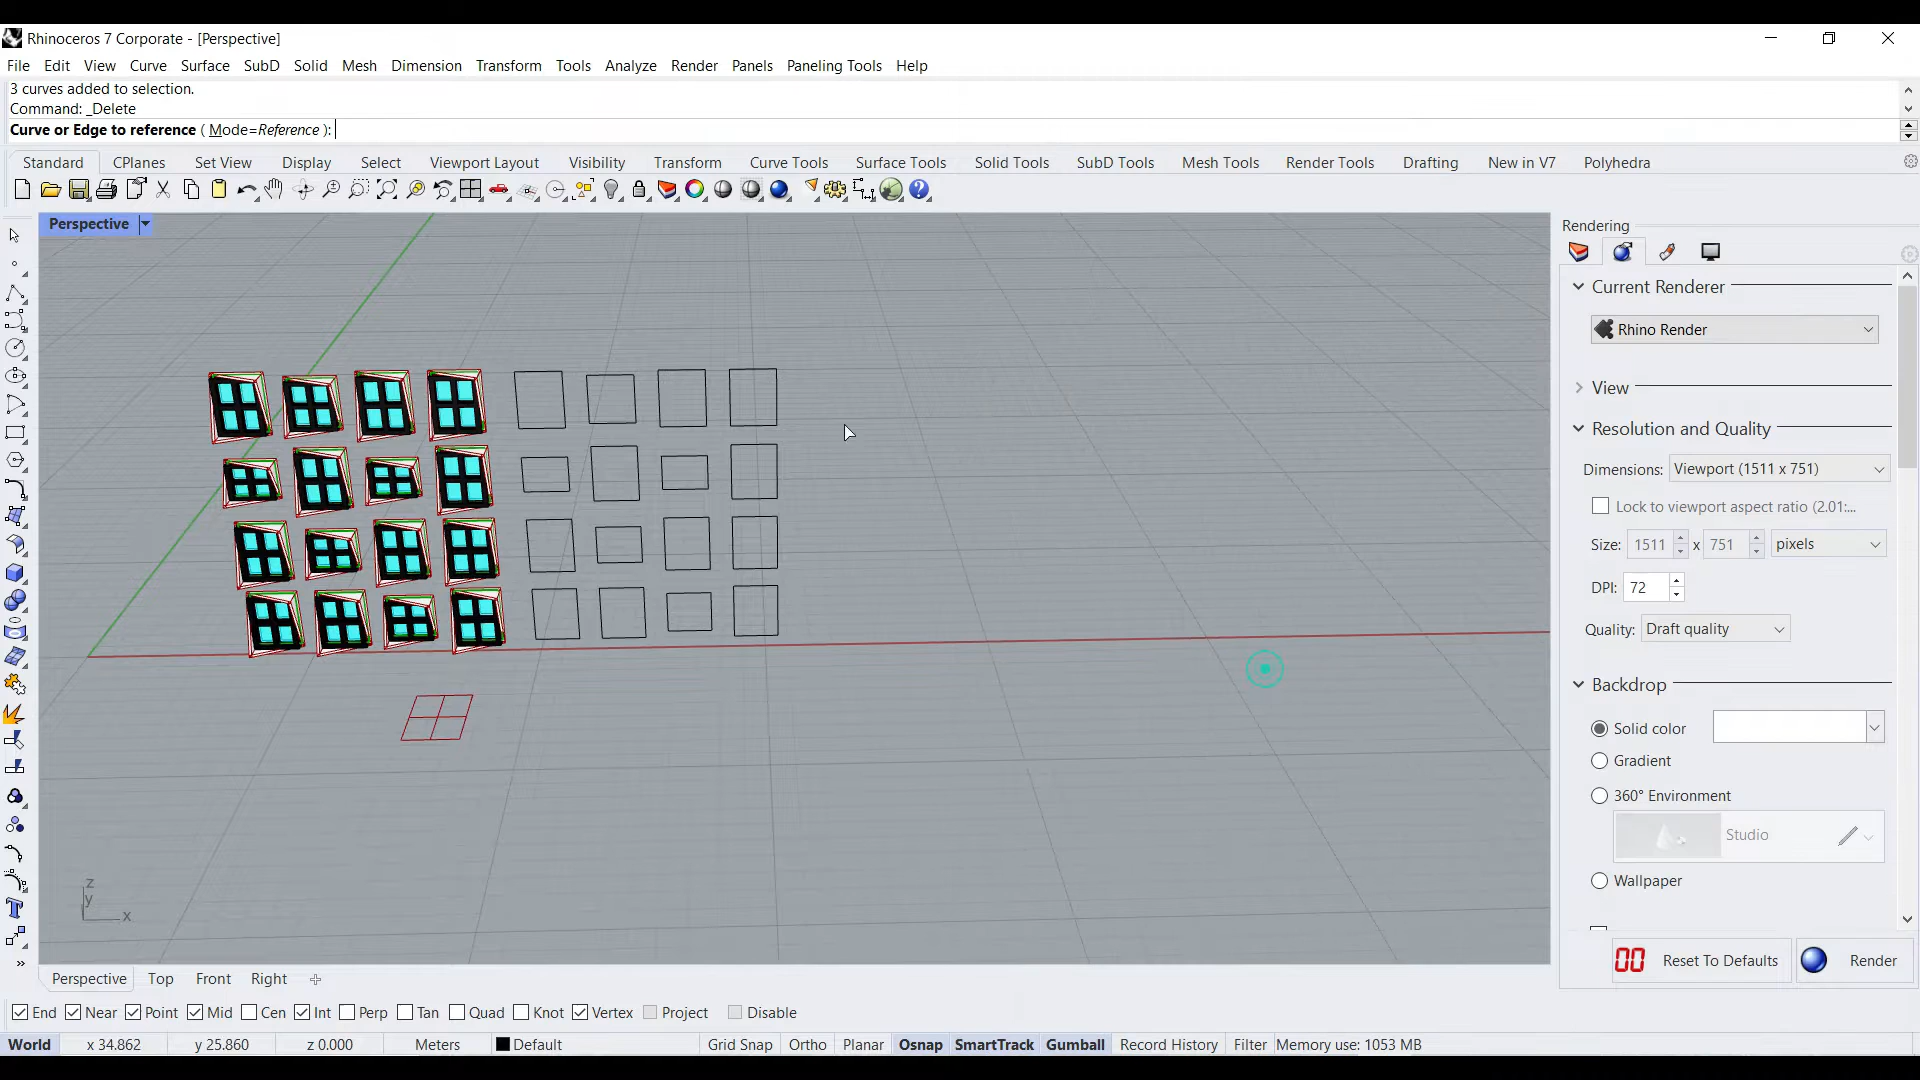 Rhinoceros 7 Corporate - [Perspective]
File Edit View Curve Surface SubD Solid Mesh Dimension Transform Tools Analyze Render Panels Paneling Tools Help
3 curves added to selection.
Command: _Delete
Curve or Edge to reference ( Mode=Reference ):
Standard CPlanes Set View Display Select Viewport Layout Visibility Transform Curve Tools Surface Tools Solid Tools SubD Tools Mesh Tools Render Tools Drafting New in V7 Polyhedra
Perspective
Rendering
Current Renderer
Rhino Render
View
Resolution and Quality
Dimensions: Viewport (1511 x 751)
Lock to viewport aspect ratio (2.01:...
Size: 1511 x 751 pixels
DPI: 72
Quality: Draft quality
Backdrop
Solid color
Gradient
360° Environment
Studio
Wallpaper
z
y
x
Reset To Defaults Render
Perspective Top Front Right
End Near Point Mid Cen Int Perp Tan Quad Knot Vertex Project Disable
World x 34.862 y 25.860 z 0.000 Meters Default Grid Snap Ortho Planar Osnap SmartTrack Gumball Record History Filter Memory use: 1053 MB